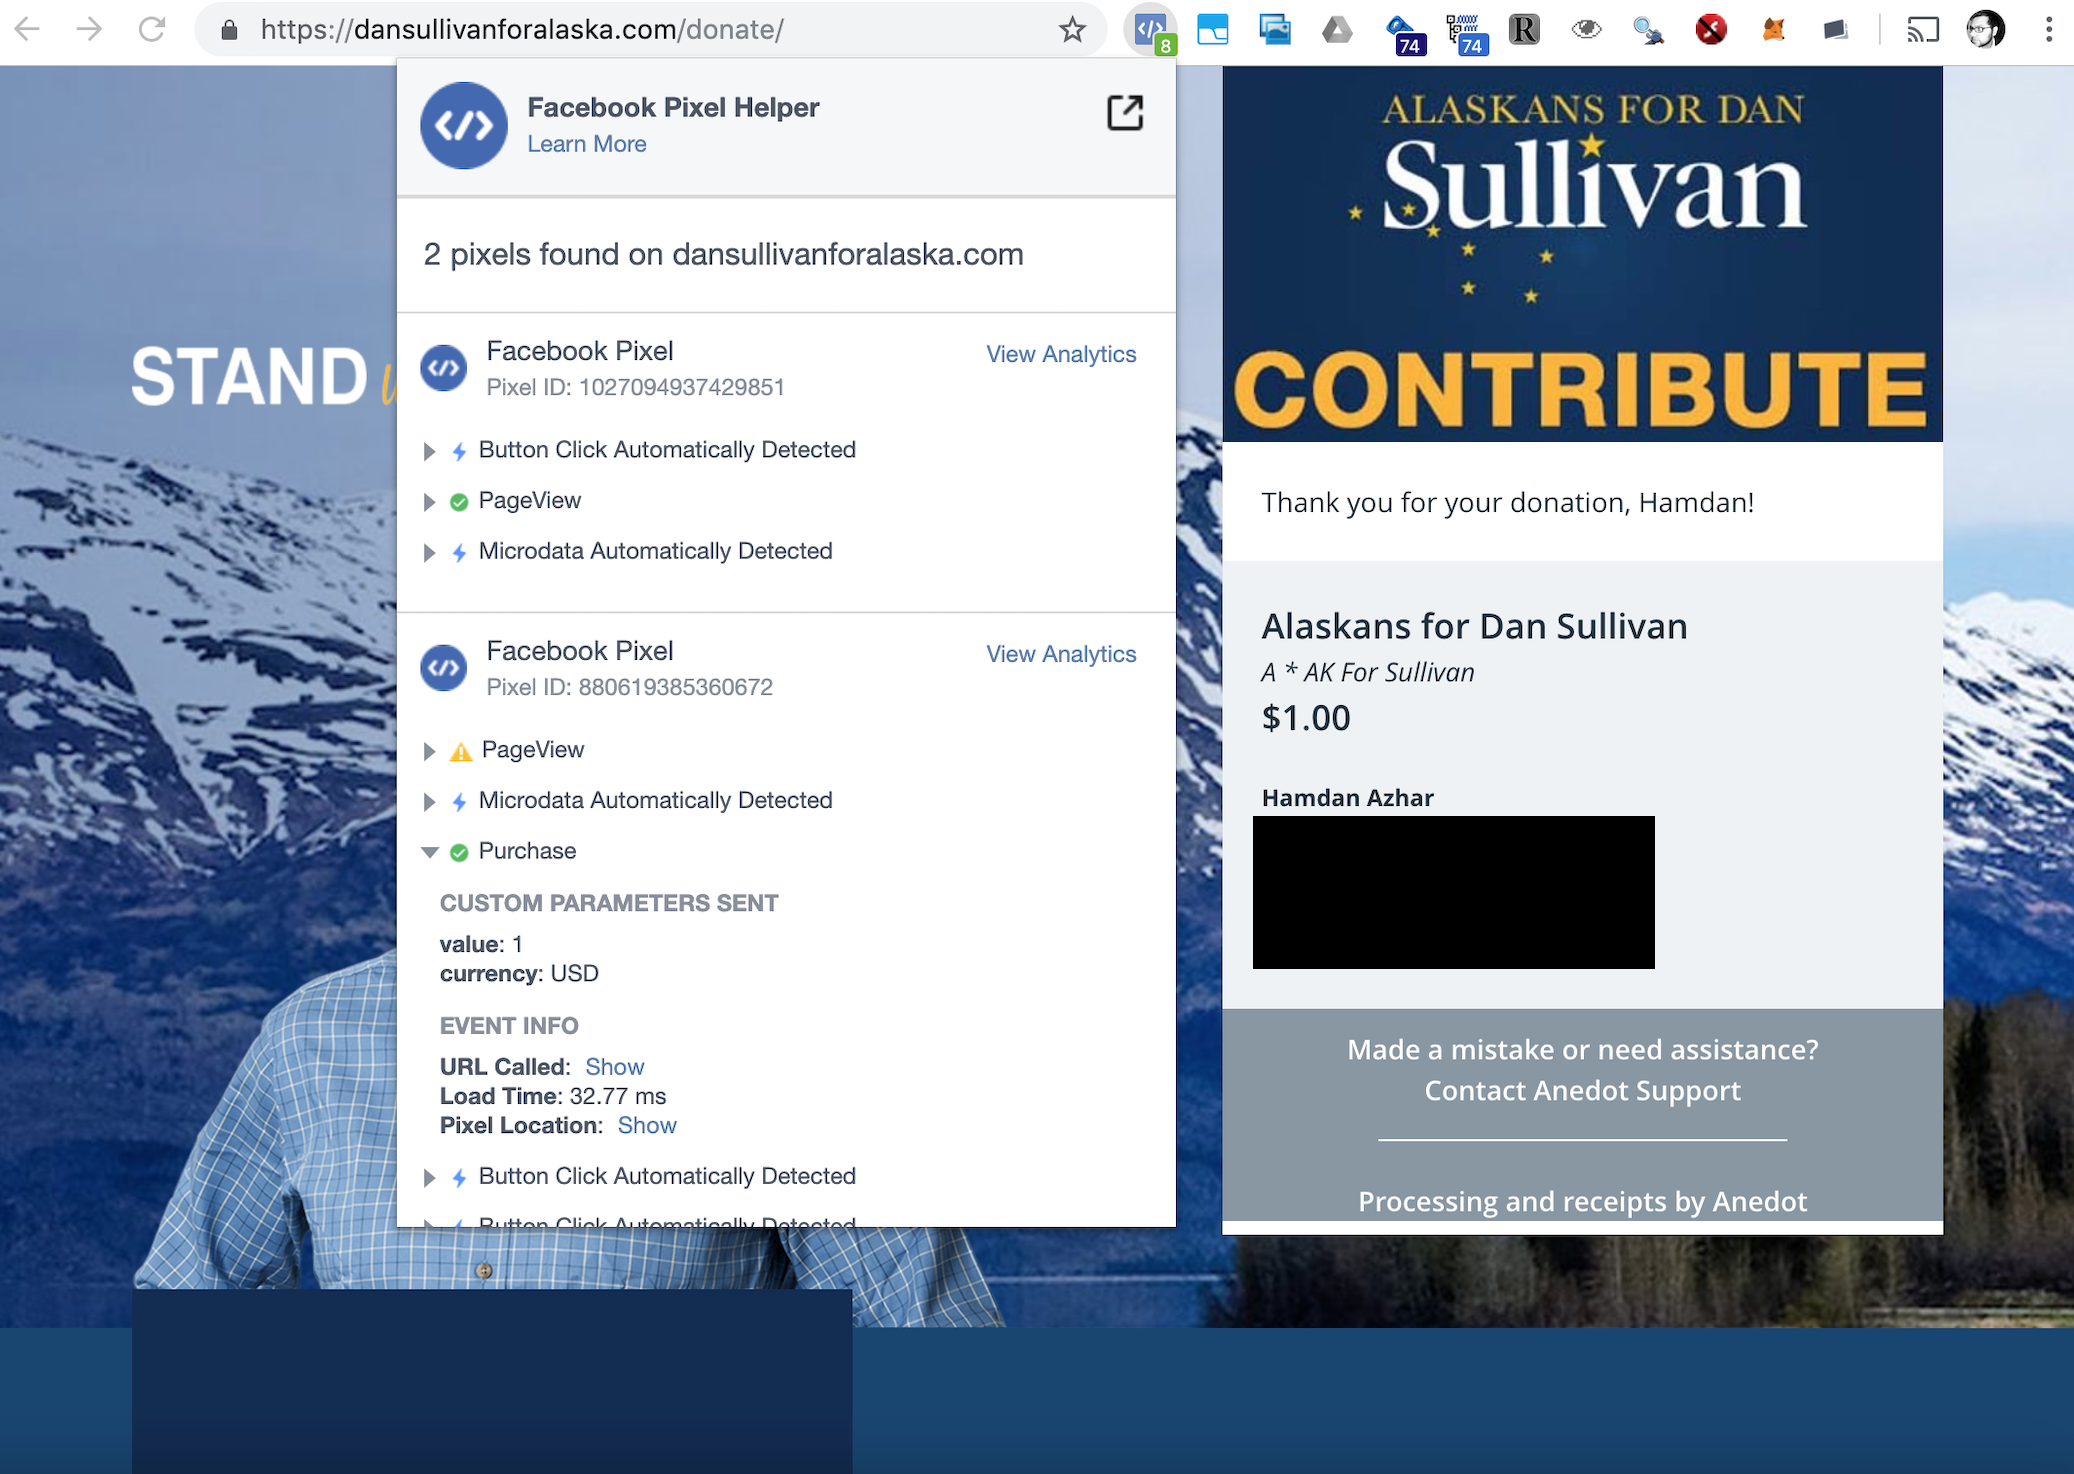 https://dansullivanforalaska.com/donate/
8
74
74
R
Facebook Pixel Helper
Learn More
2 pixels found on dansullivanforalaska.com
Facebook Pixel
View Analytics
Pixel ID: 1027094937429851
Button Click Automatically Detected
PageView
Microdata Automatically Detected
Facebook Pixel
View Analytics
Pixel ID: 880619385360672
PageView
Microdata Automatically Detected
Purchase
CUSTOM PARAMETERS SENT
value: 1
currency: USD
EVENT INFO
URL Called: Show
Load Time: 32.77 ms
Pixel Location: Show
Button Click Automatically Detected
Button Click Automatically Detected
STAND
ALASKANS FOR DAN
Sullivan
CONTRIBUTE
Thank you for your donation, Hamdan!
Alaskans for Dan Sullivan
A * AK For Sullivan
$1.00
Hamdan Azhar
Made a mistake or need assistance?
Contact Anedot Support
Processing and receipts by Anedot